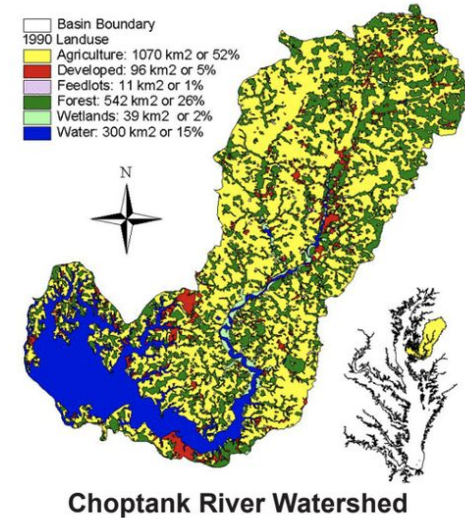 Basin Boundary
1990 Landuse
Agriculture: 1070 km2 or 52%
Developed: 96 km2 or 5%
Feedlots: 11 km2 or 1%
Forest: 542 km2 or 26%
Wetlands: 39 km2 or 2%
Water: 300 km2 or 15%
N
Choptank River Watershed